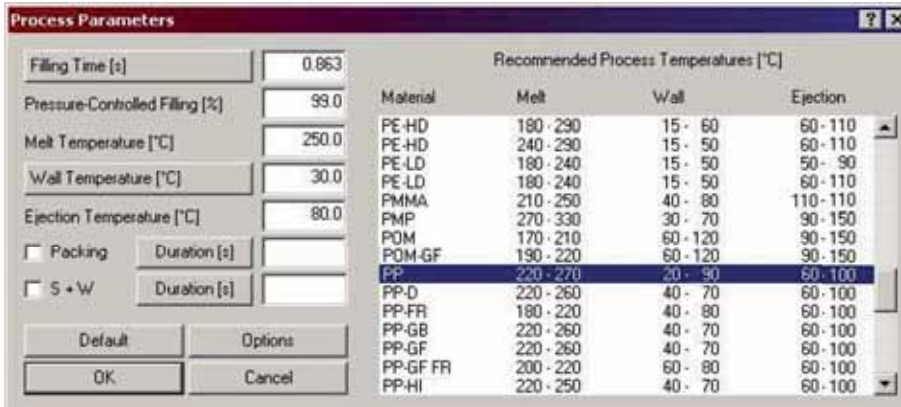 Process Parameters
Filling Time [s] 0.863
Pressure-Controlled Filling [%] 99.0
Melt Temperature [°C] 250.0
Wall Temperature [°C] 30.0
Ejection Temperature [°C] 80.0
Packing Duration [s]
S + W Duration [s]
Default Options
OK Cancel
Recommended Process Temperatures [°C]
Material Melt Wall Ejection
PE-HD 180 - 290 15 - 60 60 - 110
PE-HD 240 - 290 15 - 50 60 - 110
PE-LD 180 - 240 15 - 50 50 - 90
PE-LD 180 - 240 15 - 50 60 - 110
PMMA 210 - 250 40 - 80 110 - 110
PMP 270 - 330 30 - 70 90 - 150
POM 170 - 210 60 - 120 90 - 150
POM-GF 190 - 220 60 - 120 90 - 150
PP 220 - 270 20 - 90 60 - 100
PP-D 220 - 260 40 - 70 60 - 100
PP-FR 180 - 220 40 - 80 60 - 100
PP-GB 220 - 260 40 - 70 60 - 100
PP-GF 220 - 260 40 - 70 60 - 100
PP-GF FR 200 - 220 60 - 80 60 - 100
PP-HI 220 - 250 40 - 70 60 - 100